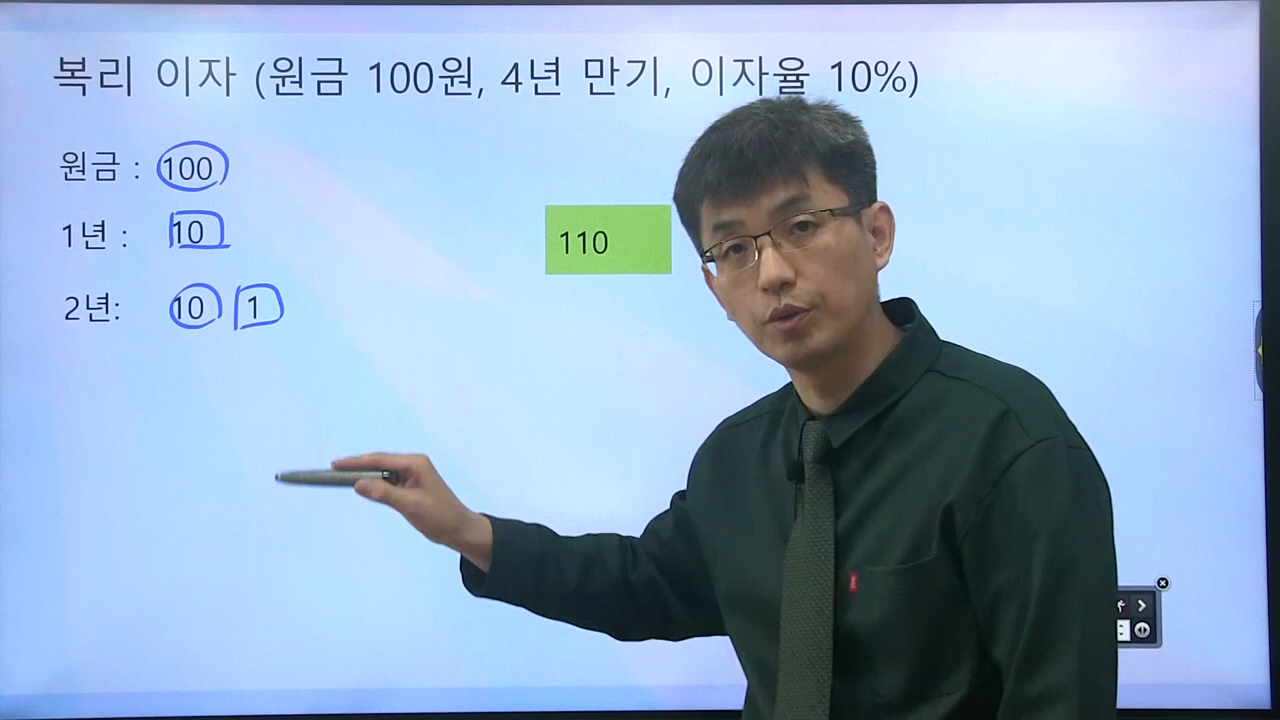 복리 이자 (원금 100원, 4년 만기, 이자율 10%)
원금 : 100
1년 : 10
110
2년: 10 1